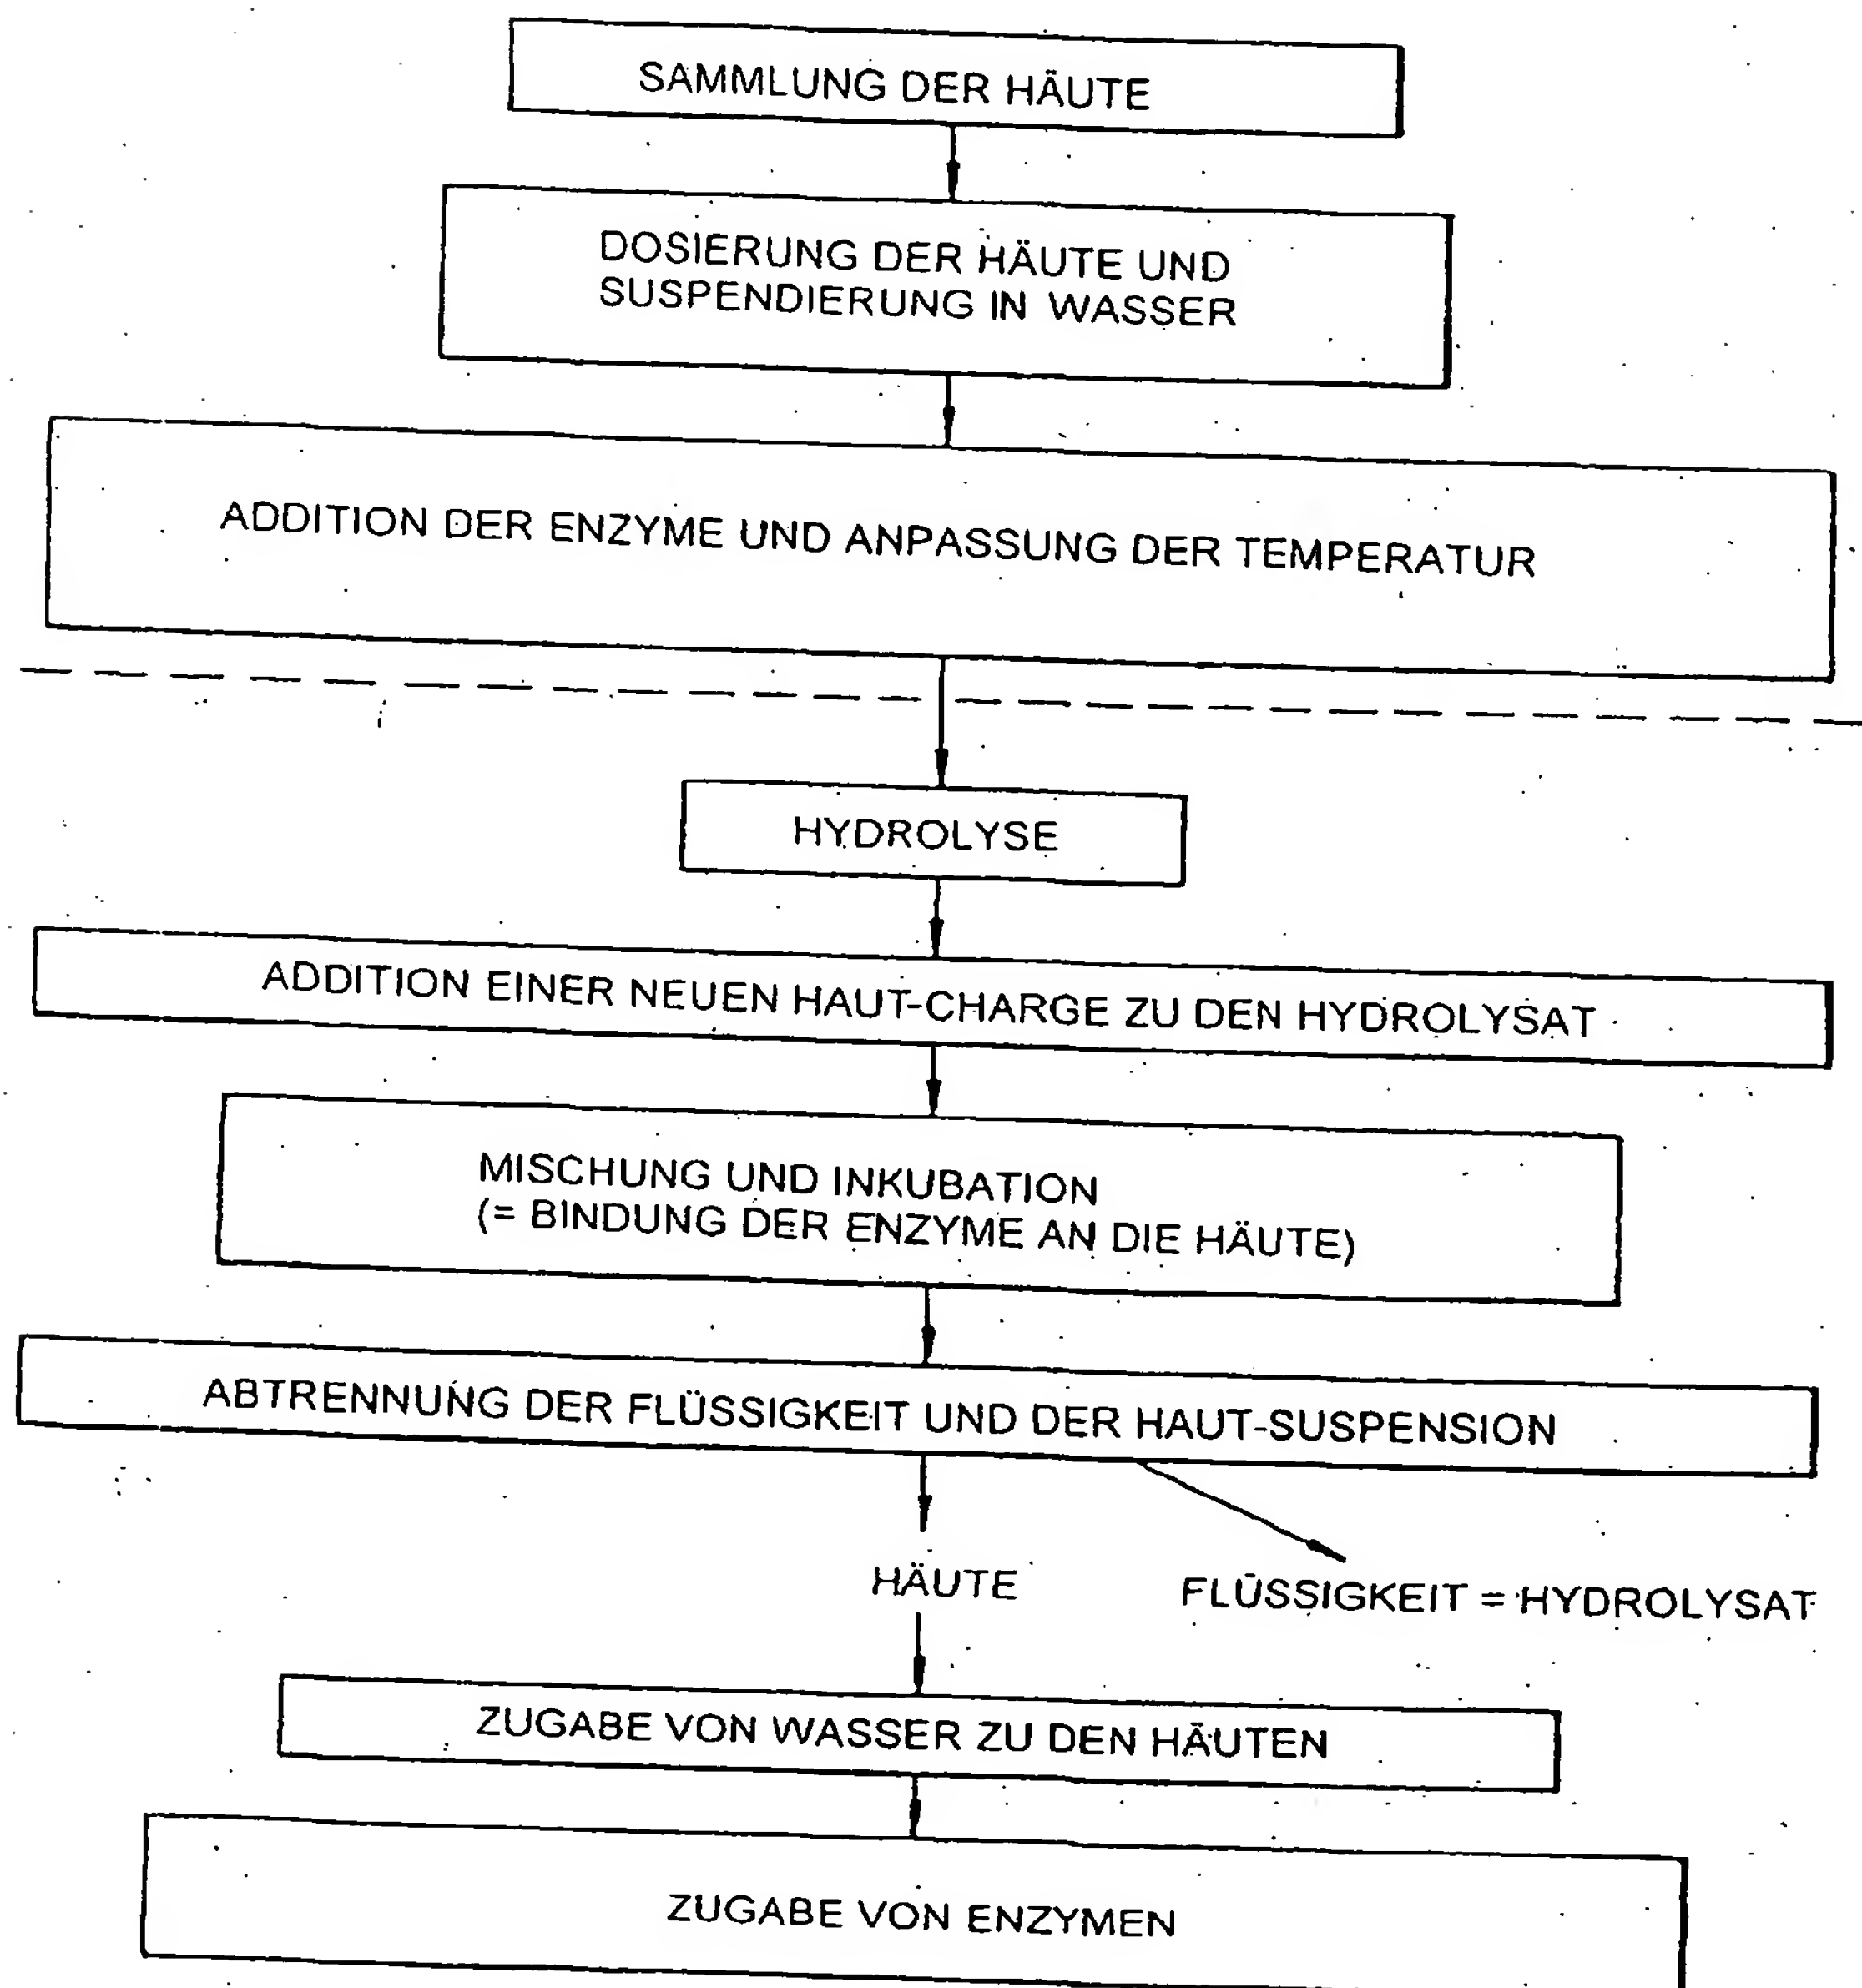 SAMMLUNG DER HÄUTE
DOSIERUNG DER HÄUTE UND
SUSPENDIERUNG IN WASSER
ADDITION DER ENZYME UND ANPASSUNG DER TEMPERATUR
HYDROLYSE
ADDITION EINER NEUEN HAUT-CHARGE ZU DEN HYDROLYSAT
MISCHUNG UND INKUBATION
(= BINDUNG DER ENZYME AN DIE HÄUTE)
ABTRENNUNG DER FLÜSSIGKEIT UND DER HAUT-SUSPENSION
HÄUTE
FLÜSSIGKEIT = HYDROLYSAT
ZUGABE VON WASSER ZU DEN HÄUTEN
ZUGABE VON ENZYMEN